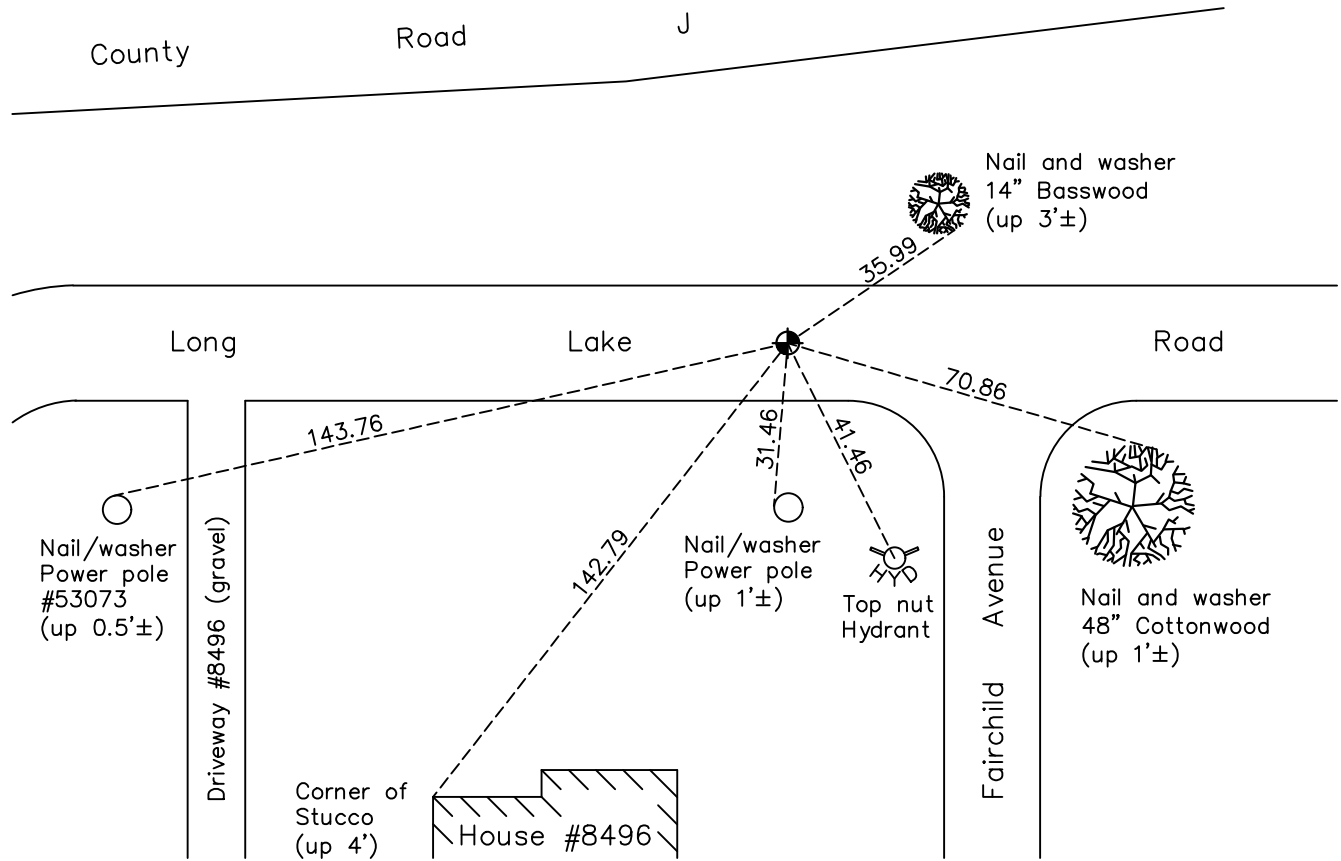 County Road J
Nail and washer
14" Basswood
(up 3'±)
35.99
Long Lake Road
70.86
143.76
31.46
41.46
142.79
Nail/washer
Power pole
#53073
(up 0.5'±)
Driveway #8496 (gravel)
Nail/washer
Power pole
(up 1'±)
HYD
Top nut
Hydrant
Fairchild Avenue
Nail and washer
48" Cottonwood
(up 1'±)
Corner of
Stucco
(up 4')
House #8496